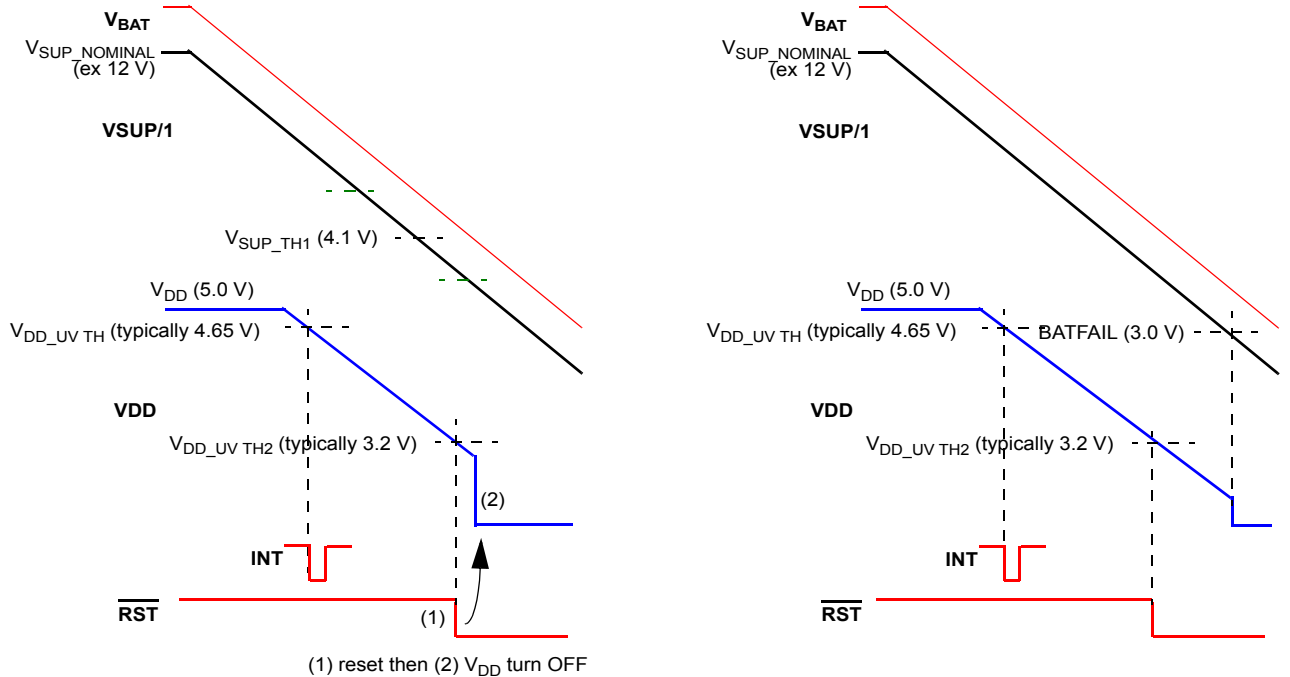 VBAT
VSUP_NOMINAL
(ex 12 V)
VSUP/1
VSUP_TH1 (4.1 V)
VDD (5.0 V)
VDD_UV TH (typically 4.65 V)
VDD
VDD_UV TH2 (typically 3.2 V)
(2)
INT
RST
(1)
(1) reset then (2) VDD turn OFF
VBAT
VSUP_NOMINAL
(ex 12 V)
VSUP/1
VDD (5.0 V)
VDD_UV TH (typically 4.65 V)
BATFAIL (3.0 V)
VDD
VDD_UV TH2 (typically 3.2 V)
INT
RST